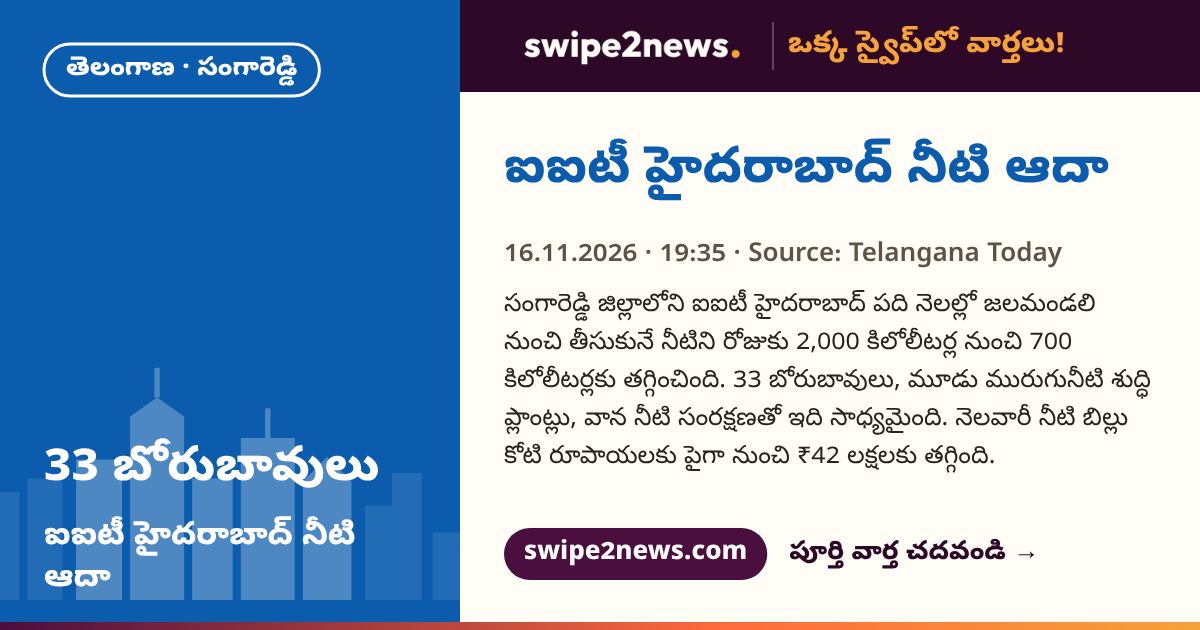 తెలంగాణ · సంగారెడ్డి
33 బోరుబావులు
ఐఐటీ హైదరాబాద్ నీటి
ఆదా
swipe2news.
ఒక్క స్వైప్‌లో వార్తలు!
ఐఐటీ హైదరాబాద్ నీటి ఆదా
16.11.2026 · 19:35 · Source: Telangana Today
సంగారెడ్డి జిల్లాలోని ఐఐటీ హైదరాబాద్ పది నెలల్లో జలమండలి
నుంచి తీసుకునే నీటిని రోజుకు 2,000 కిలోలీటర్ల నుంచి 700
కిలోలీటర్లకు తగ్గించింది. 33 బోరుబావులు, మూడు మురుగునీటి శుద్ధి
ప్లాంట్లు, వాన నీటి సంరక్షణతో ఇది సాధ్యమైంది. నెలవారీ నీటి బిల్లు
కోటి రూపాయలకు పైగా నుంచి ₹42 లక్షలకు తగ్గింది.
swipe2news.com
పూర్తి వార్త చదవండి →